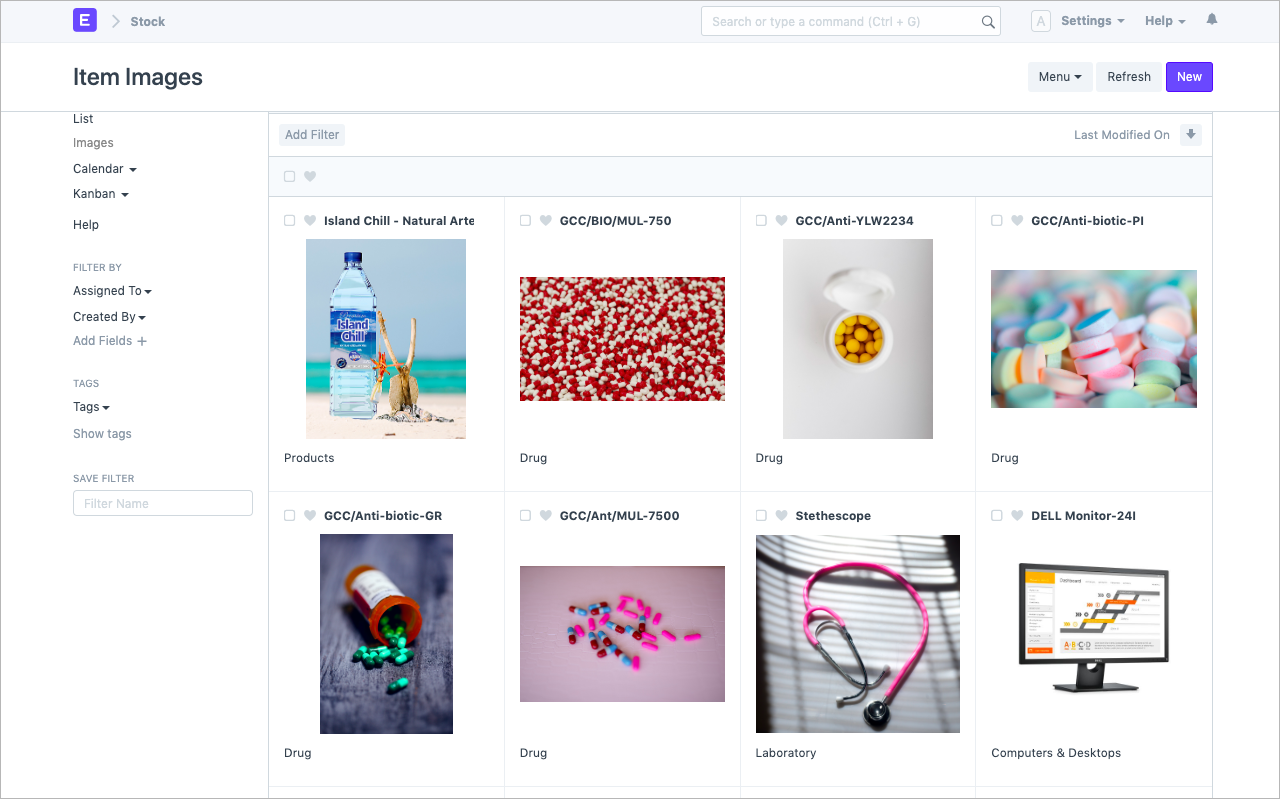 E
Stock
Search or type a command (Ctrl + G)
A
Settings
Help
Item Images
Menu
Refresh
New
List
Images
Calendar
Kanban
Help
FILTER BY
Assigned To
Created By
Add Fields +
TAGS
Tags
Show tags
SAVE FILTER
Filter Name
Add Filter
Last Modified On
Island Chill - Natural Arte
GCC/BIO/MUL-750
GCC/Anti-YLW2234
GCC/Anti-biotic-PI
Island
Chill
Products
Drug
Drug
Drug
GCC/Anti-biotic-GR
GCC/Ant/MUL-7500
Stethescope
DELL Monitor-24I
Dashboard
A-B-C-D
DELL
Drug
Drug
Laboratory
Computers & Desktops